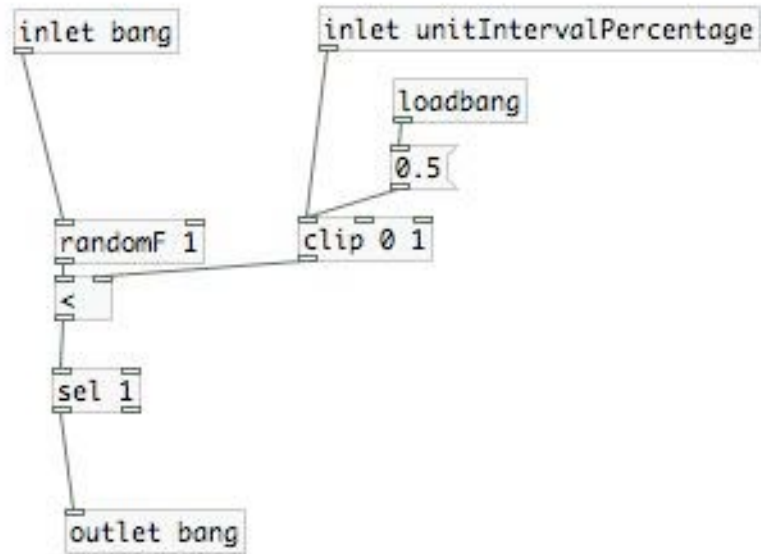 inlet bang
inlet unitIntervalPercentage
loadbang
0.5
randomF 1
clip 0 1
<
sel 1
outlet bang